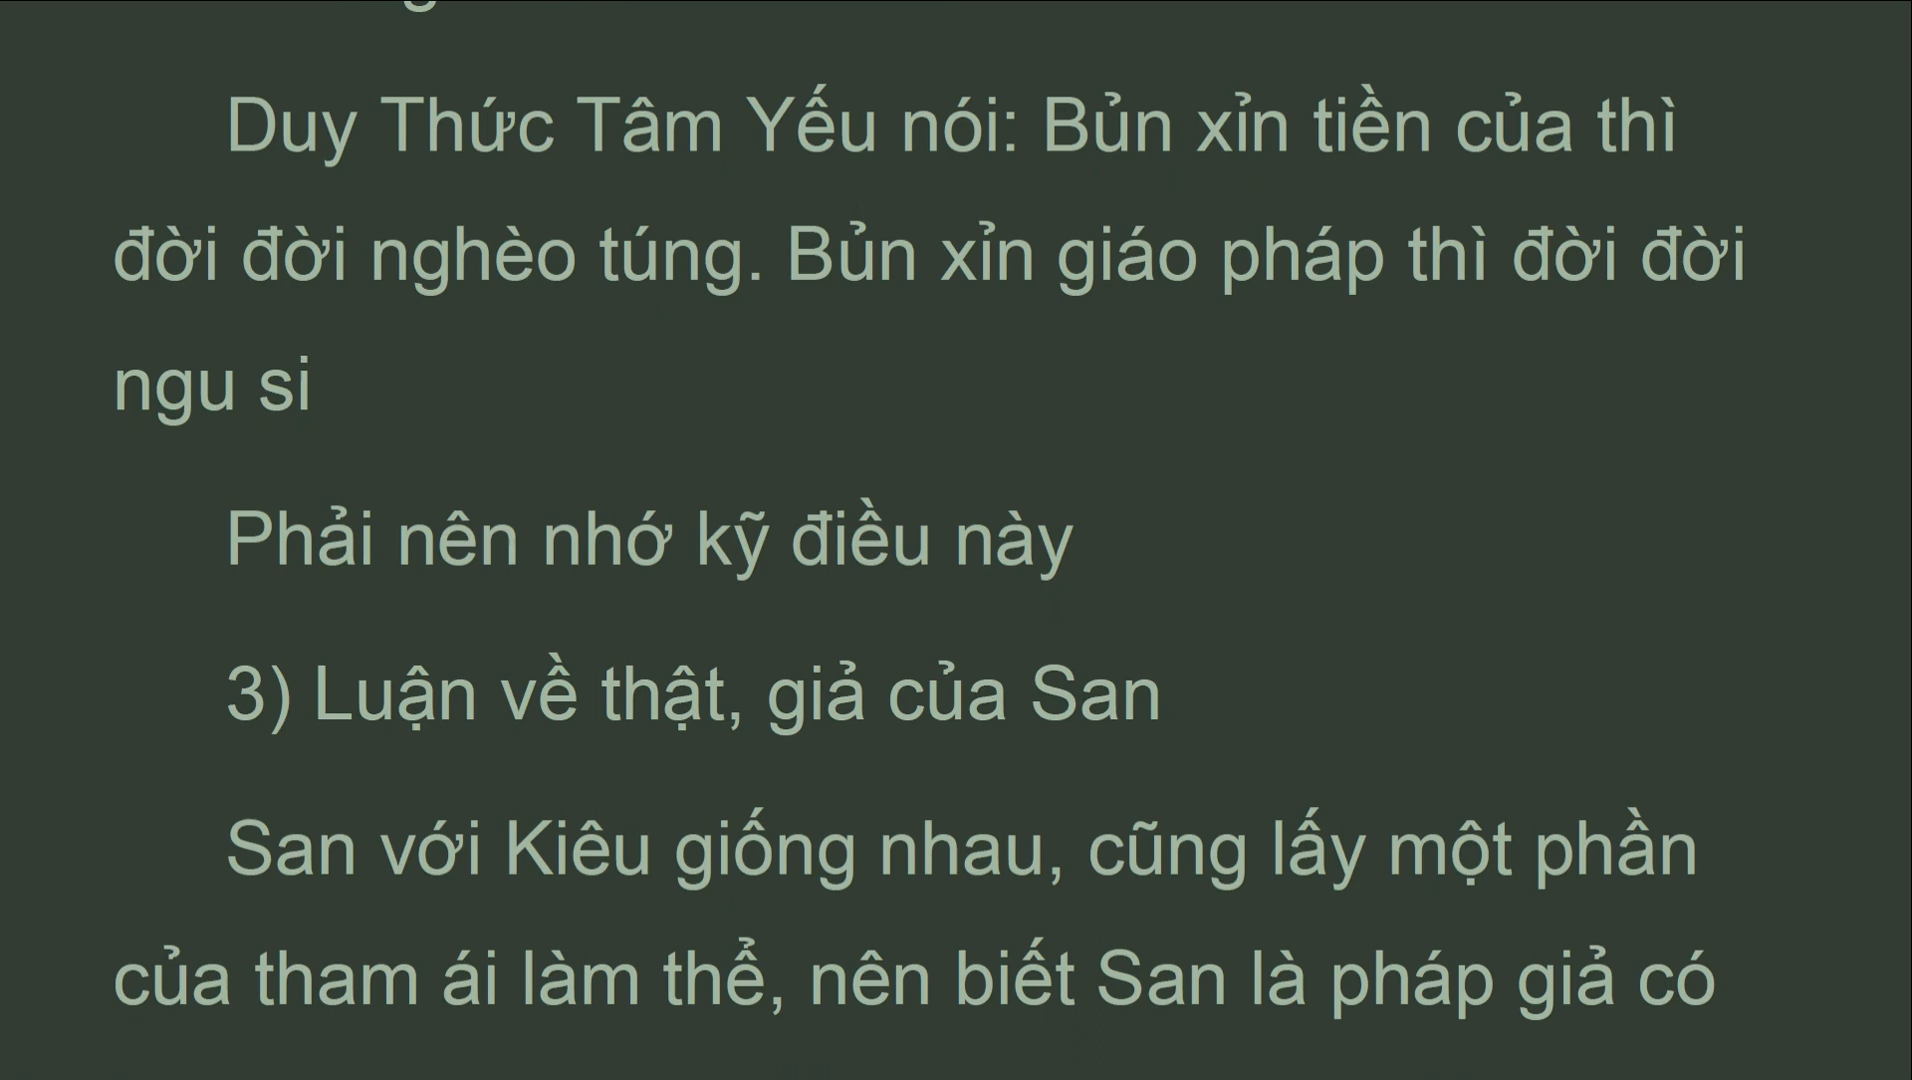 Duy Thức Tâm Yếu nói: Bủn xỉn tiền của thì
đời đời nghèo túng. Bủn xỉn giáo pháp thì đời đời
ngu si
Phải nên nhớ kỹ điều này
3) Luận về thật, giả của San
San với Kiêu giống nhau, cũng lấy một phần
của tham ái làm thể, nên biết San là pháp giả có